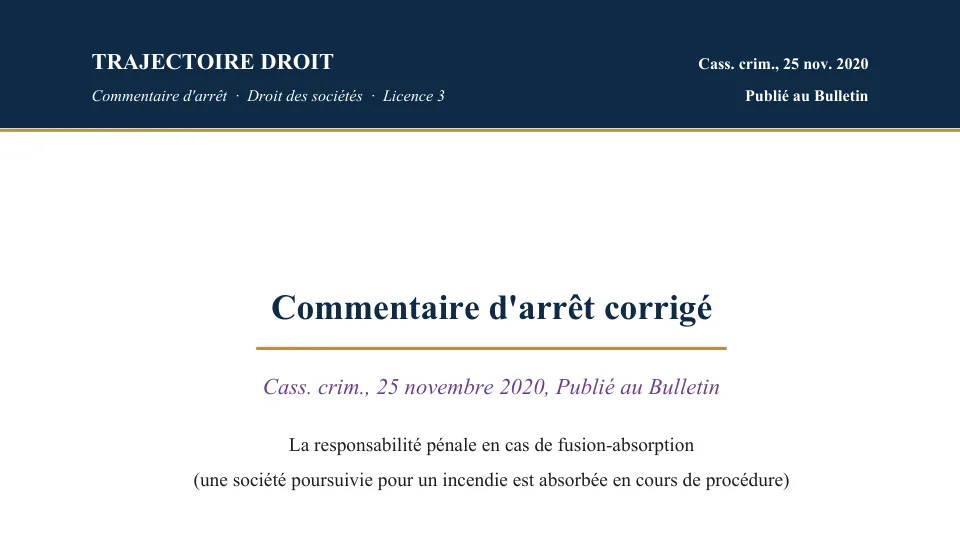 TRAJECTOIRE DROIT
Commentaire d'arrêt · Droit des sociétés · Licence 3
Cass. crim., 25 nov. 2020
Publié au Bulletin
Commentaire d'arrêt corrigé
Cass. crim., 25 novembre 2020, Publié au Bulletin
La responsabilité pénale en cas de fusion-absorption
(une société poursuivie pour un incendie est absorbée en cours de procédure)